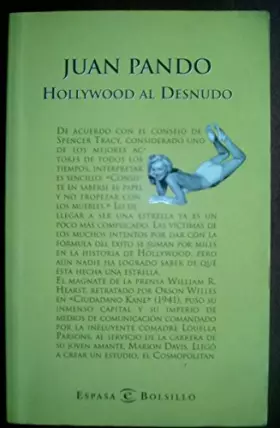 JUAN PANDO
HOLLYWOOD AL DESNUDO
DE ACUERDO CON EL CONSEJO DE
SPENCER TRACY, CONSIDERADO UNO
DE LOS MEJORES AC-
TORES DE TODOS LOS
TIEMPOS, INTERPRETAR
ES SENCILLO: «CONSIS-
TE EN SABERSE EL PAPEL
Y NO TROPEZAR CON
LOS MUEBLES.» LO DE
LLEGAR A SER UNA ESTRELLA YA ES UN
POCO MÁS COMPLICADO. LAS VÍCTIMAS DE
LOS MUCHOS INTENTOS POR DAR CON LA
FÓRMULA DEL ÉXITO SE SUMAN POR MILES
EN LA HISTORIA DE HOLLYWOOD, PERO
AÚN NADIE HA LOGRADO SABER DE QUÉ
ESTÁ HECHA UNA ESTRELLA.
EL MAGNATE DE LA PRENSA WILLIAM R.
HEARST, RETRATADO POR ORSON WELLES
EN «CIUDADANO KANE» (1941), PUSO SU
INMENSO CAPITAL Y SU IMPERIO DE
MEDIOS DE COMUNICACIÓN COMANDADO
POR LA INFLUYENTE COMADRE LOUELLA
PARSONS, AL SERVICIO DE LA CARRERA DE
SU JOVEN AMANTE, MARION DAVIS. LLEGÓ
A CREAR UN ESTUDIO, EL COSMOPOLITAN
ESPASA BOLSILLO